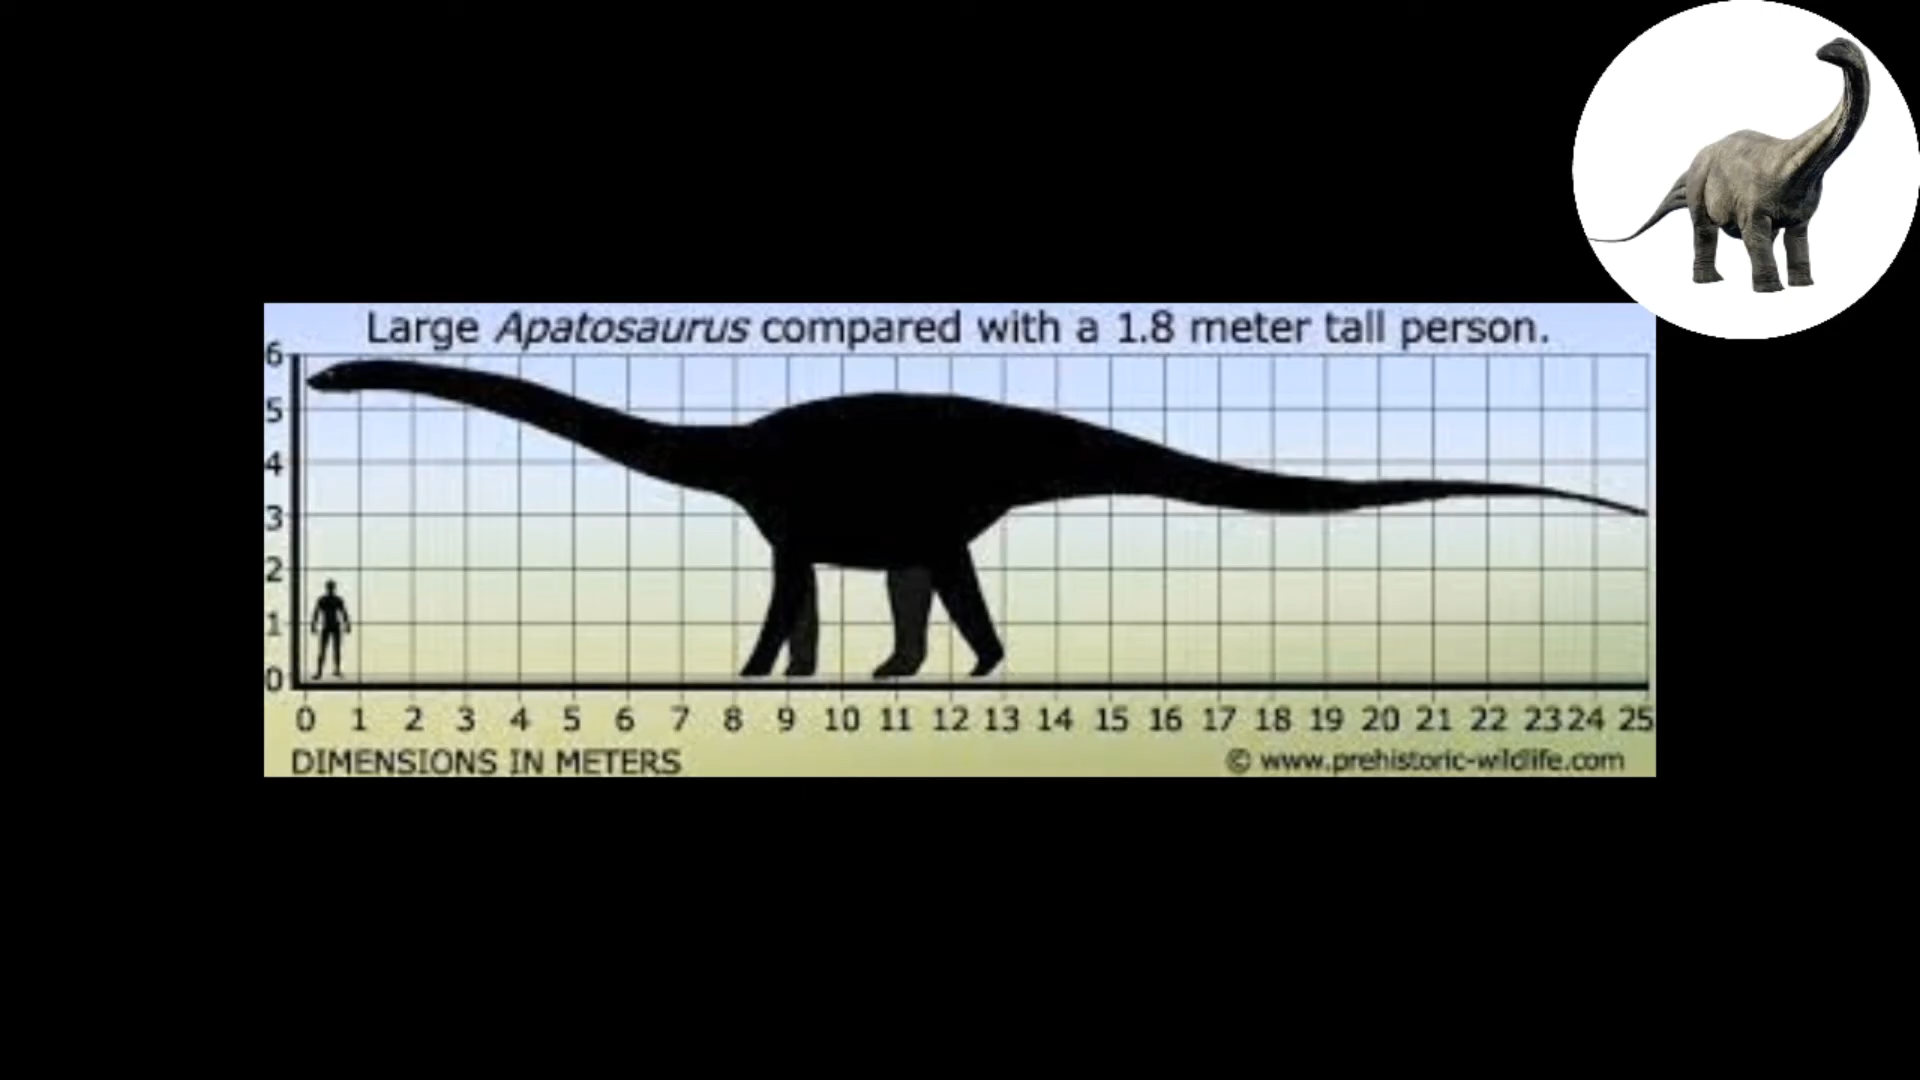 Large Apatosaurus compared with a 1.8 meter tall person.
6
5
4
3
2
1
0
0 1 2 3 4 5 6 7 8 9 10 11 12 13 14 15 16 17 18 19 20 21 22 23 24 25
DIMENSIONS IN METERS © www.prehistoric-wildlife.com